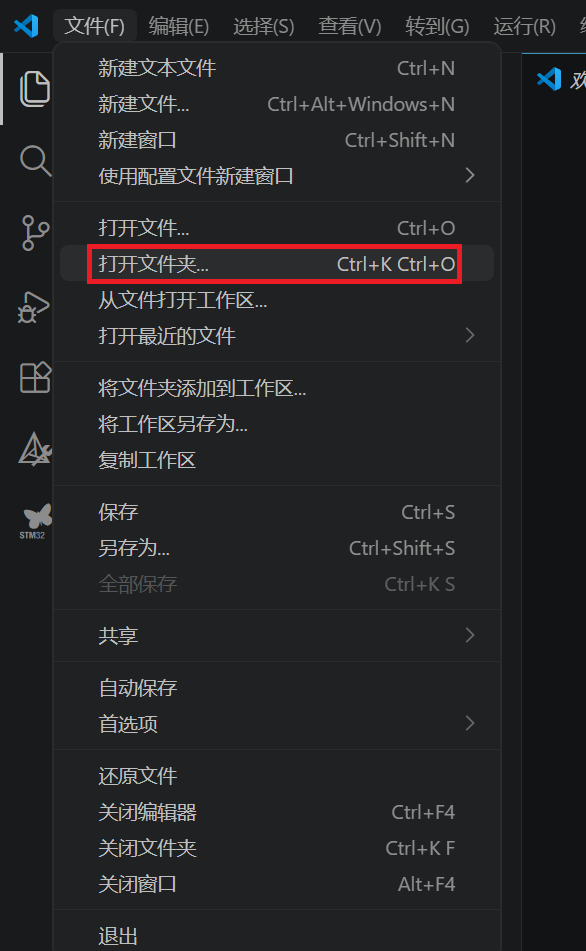 文件(F) 编辑(E) 选择(S) 查看(V) 转到(G) 运行(R)
新建文本文件 Ctrl+N
新建文件... Ctrl+Alt+Windows+N
新建窗口 Ctrl+Shift+N
使用配置文件新建窗口
打开文件... Ctrl+O
打开文件夹... Ctrl+K Ctrl+O
从文件打开工作区...
打开最近的文件
将文件夹添加到工作区...
将工作区另存为...
复制工作区
保存 Ctrl+S
另存为... Ctrl+Shift+S
全部保存 Ctrl+K S
共享
自动保存
首选项
还原文件
关闭编辑器 Ctrl+F4
关闭文件夹 Ctrl+K F
关闭窗口 Alt+F4
退出
STM32